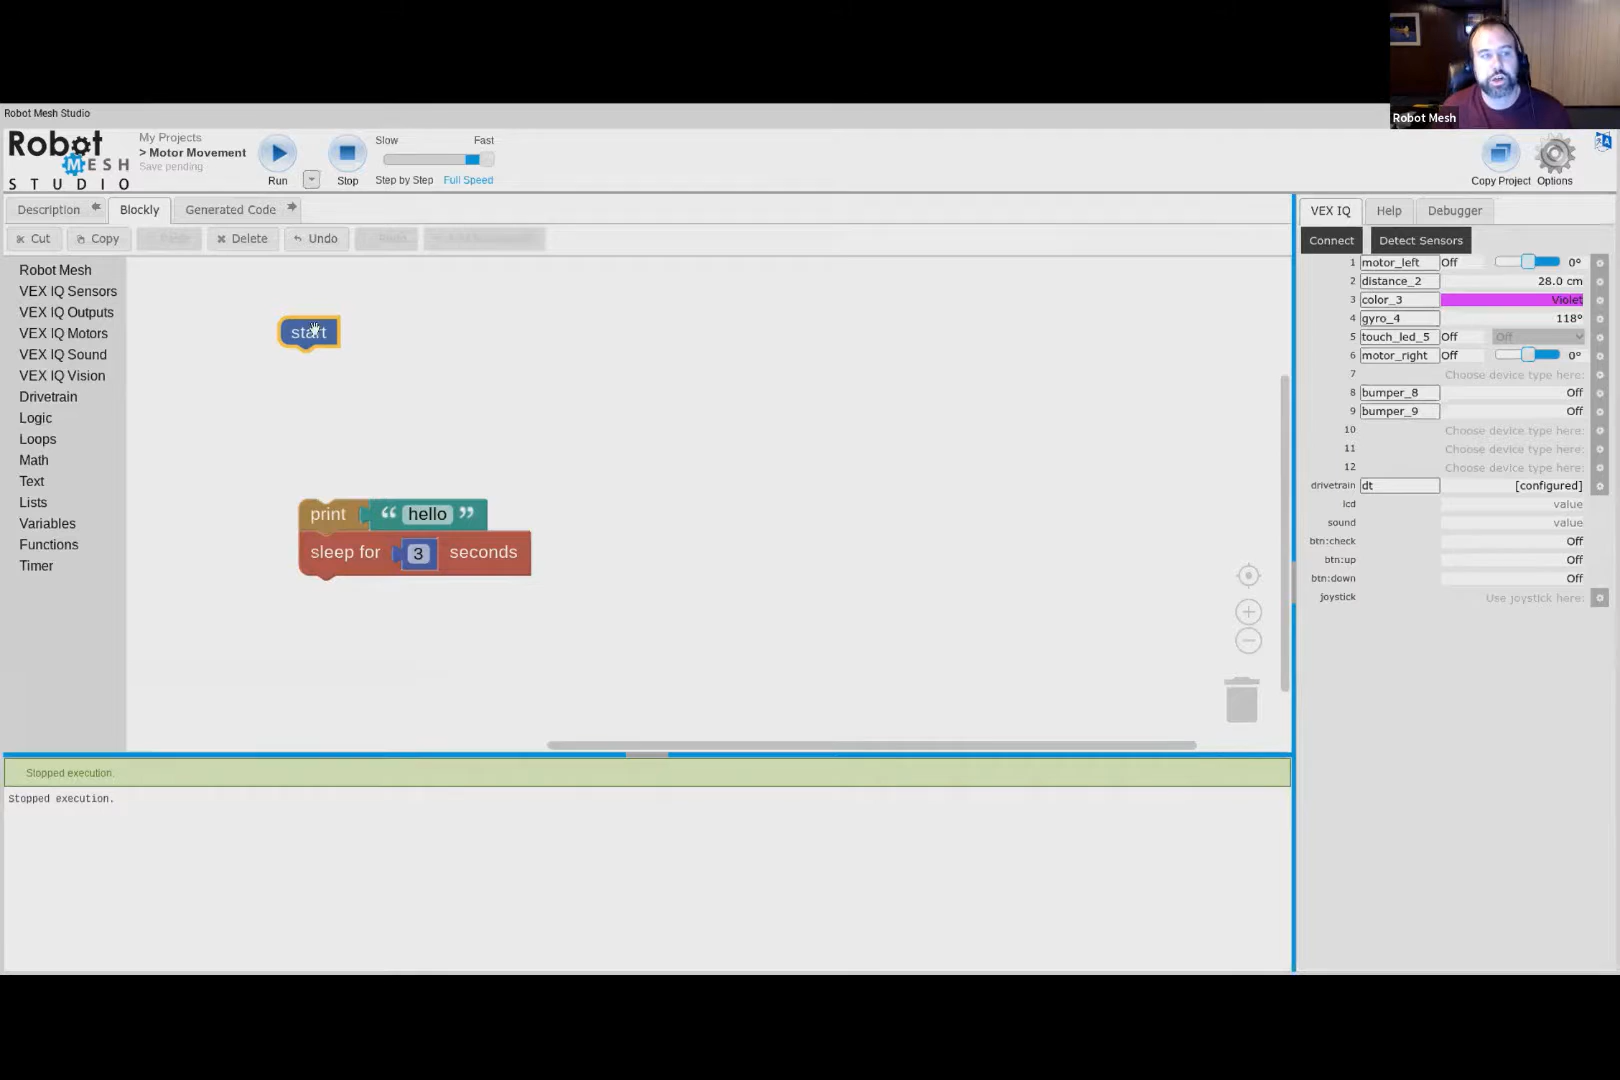 Robot Mesh
Robot Mesh Studio
Robot
MESH
STUDIO
My Projects
> Motor Movement
Save pending
Run
Stop
Slow Fast
Step by Step Full Speed
Copy Project
Options
Description
Blockly
Generated Code
Cut
Copy
Delete
Undo
Robot Mesh
VEX IQ Sensors
VEX IQ Outputs
VEX IQ Motors
VEX IQ Sound
VEX IQ Vision
Drivetrain
Logic
Loops
Math
Text
Lists
Variables
Functions
Timer
start
print “ hello ”
sleep for 3 seconds
Stopped execution.
Stopped execution.
VEX IQ
Help
Debugger
Connect
Detect Sensors
1 motor_left Off 0°
2 distance_2 28.0 cm
3 color_3 Violet
4 gyro_4 118°
5 touch_led_5 Off Off
6 motor_right Off 0°
7 Choose device type here:
8 bumper_8 Off
9 bumper_9 Off
10 Choose device type here:
11 Choose device type here:
12 Choose device type here:
drivetrain dt [configured]
lcd value
sound value
btn:check Off
btn:up Off
btn:down Off
joystick Use joystick here: